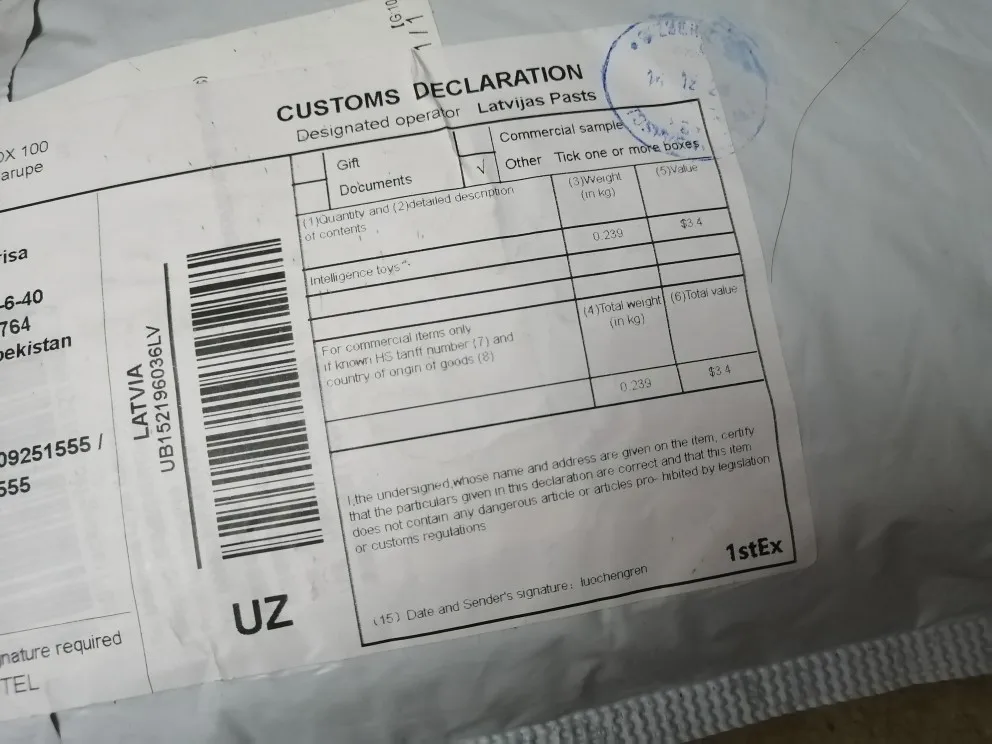 1/1
CUSTOMS DECLARATION
Designated operator Latvijas Pasts
Gift
Commercial sample
Documents
√ Other Tick one or more boxes
(1)Quantity and (2)detailed description
of contents
(3)Weight
(in kg)
(5)Value
0.239
$3.4
Intelligence toys
For commercial items only
if known HS tariff number (7) and
country of origin of goods (8)
(4)Total weight
(in kg)
(6)Total value
0.239
$3.4
I,the undersigned,whose name and address are given on the item, certify
that the particulars given in this declaration are correct and that this item
does not contain any dangerous article or articles pro- hibited by legislation
or customs regulations
1stEx
(15) Date and Sender's signature: luochengren
LATVIA
UB152196036LV
UZ
OX 100
arupe
risa
-6-40
764
bekistan
09251555 /
555
nature required
TEL